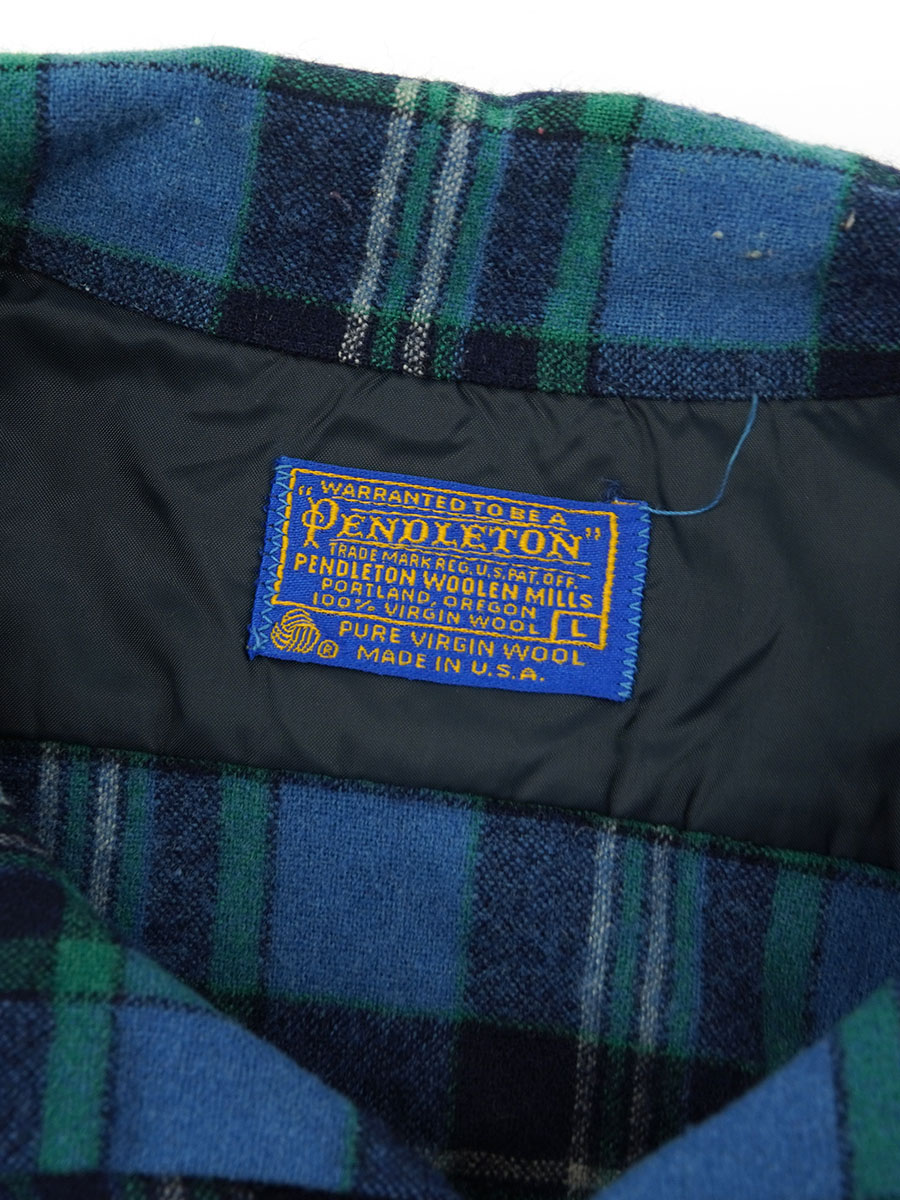 "WARRANTED TO BE A
PENDLETON"
TRADE MARK REG. U.S. PAT. OFF.
PENDLETON WOOLEN MILLS
PORTLAND, OREGON
100% VIRGIN WOOL L
PURE VIRGIN WOOL
® MADE IN U.S.A.